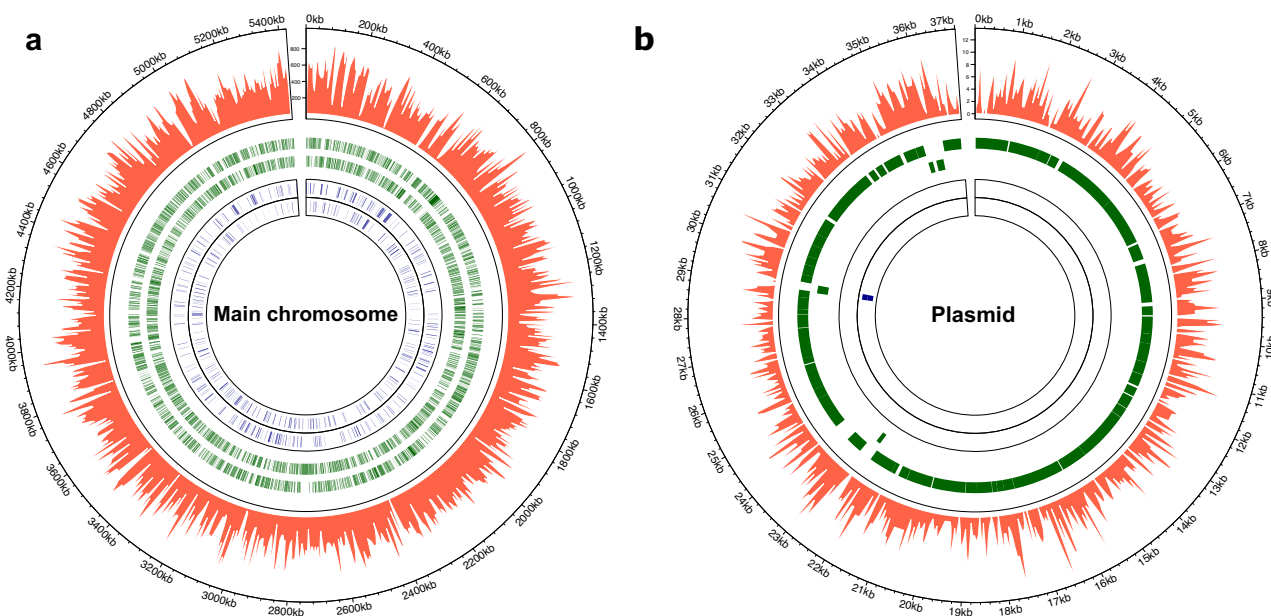 a
0kb
200kb
400kb
600kb
800kb
1000kb
1200kb
1400kb
1600kb
1800kb
2000kb
2200kb
2400kb
2600kb
2800kb
3000kb
3200kb
3400kb
3600kb
3800kb
4000kb
4200kb
4400kb
4600kb
4800kb
5000kb
5200kb
5400kb
800
600
400
200
Main chromosome
b
0kb
1kb
2kb
3kb
4kb
5kb
6kb
7kb
8kb
9kb
10kb
11kb
12kb
13kb
14kb
15kb
16kb
17kb
18kb
19kb
20kb
21kb
22kb
23kb
24kb
25kb
26kb
27kb
28kb
29kb
30kb
31kb
32kb
33kb
34kb
35kb
36kb
37kb
12
10
8
6
4
2
0
Plasmid